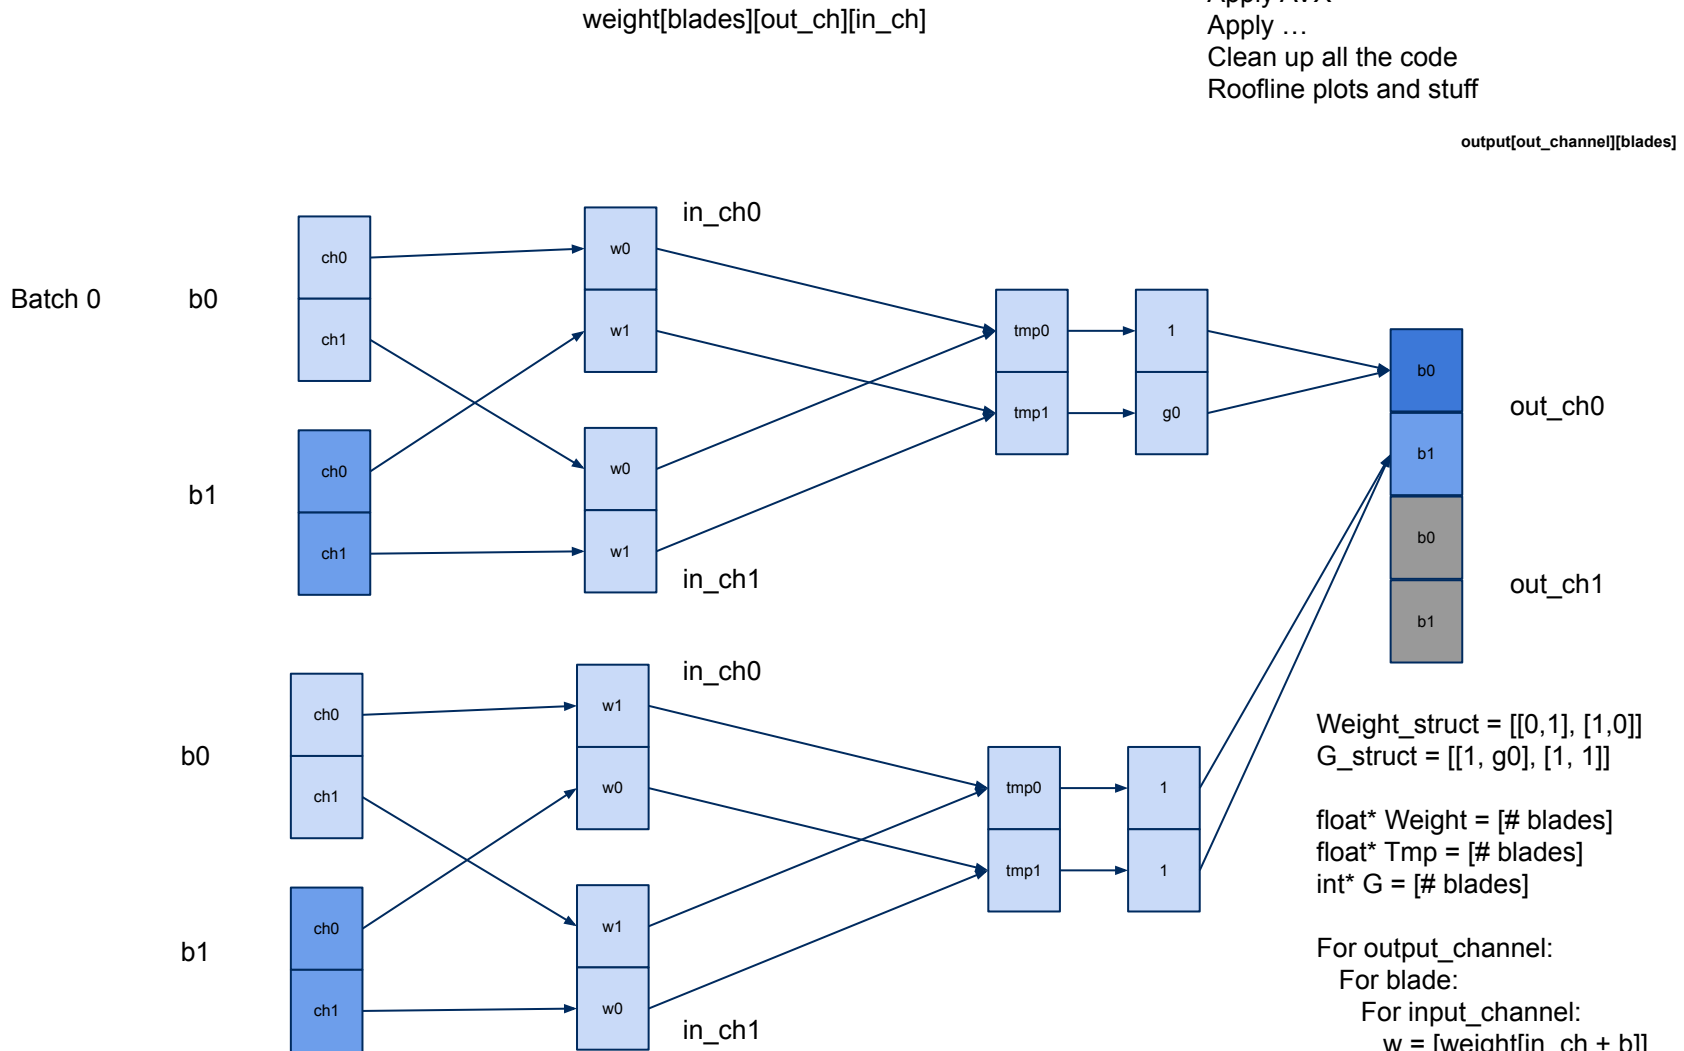 weight[blades][out_ch][in_ch]
Apply AVX
Apply …
Clean up all the code
Roofline plots and stuff
output[out_channel][blades]
Batch 0
b0
ch0
ch1
b1
ch0
ch1
in_ch0
w0
w1
w0
w1
in_ch1
tmp0
tmp1
1
g0
b0
b1
b0
b1
out_ch0
out_ch1
b0
ch0
ch1
b1
ch0
ch1
in_ch0
w1
w0
w1
w0
in_ch1
tmp0
tmp1
1
1
Weight_struct = [[0,1], [1,0]]
G_struct = [[1, g0], [1, 1]]
float* Weight = [# blades]
float* Tmp = [# blades]
int* G = [# blades]
For output_channel:
For blade:
For input_channel:
w = [weight[in_ch + b]]